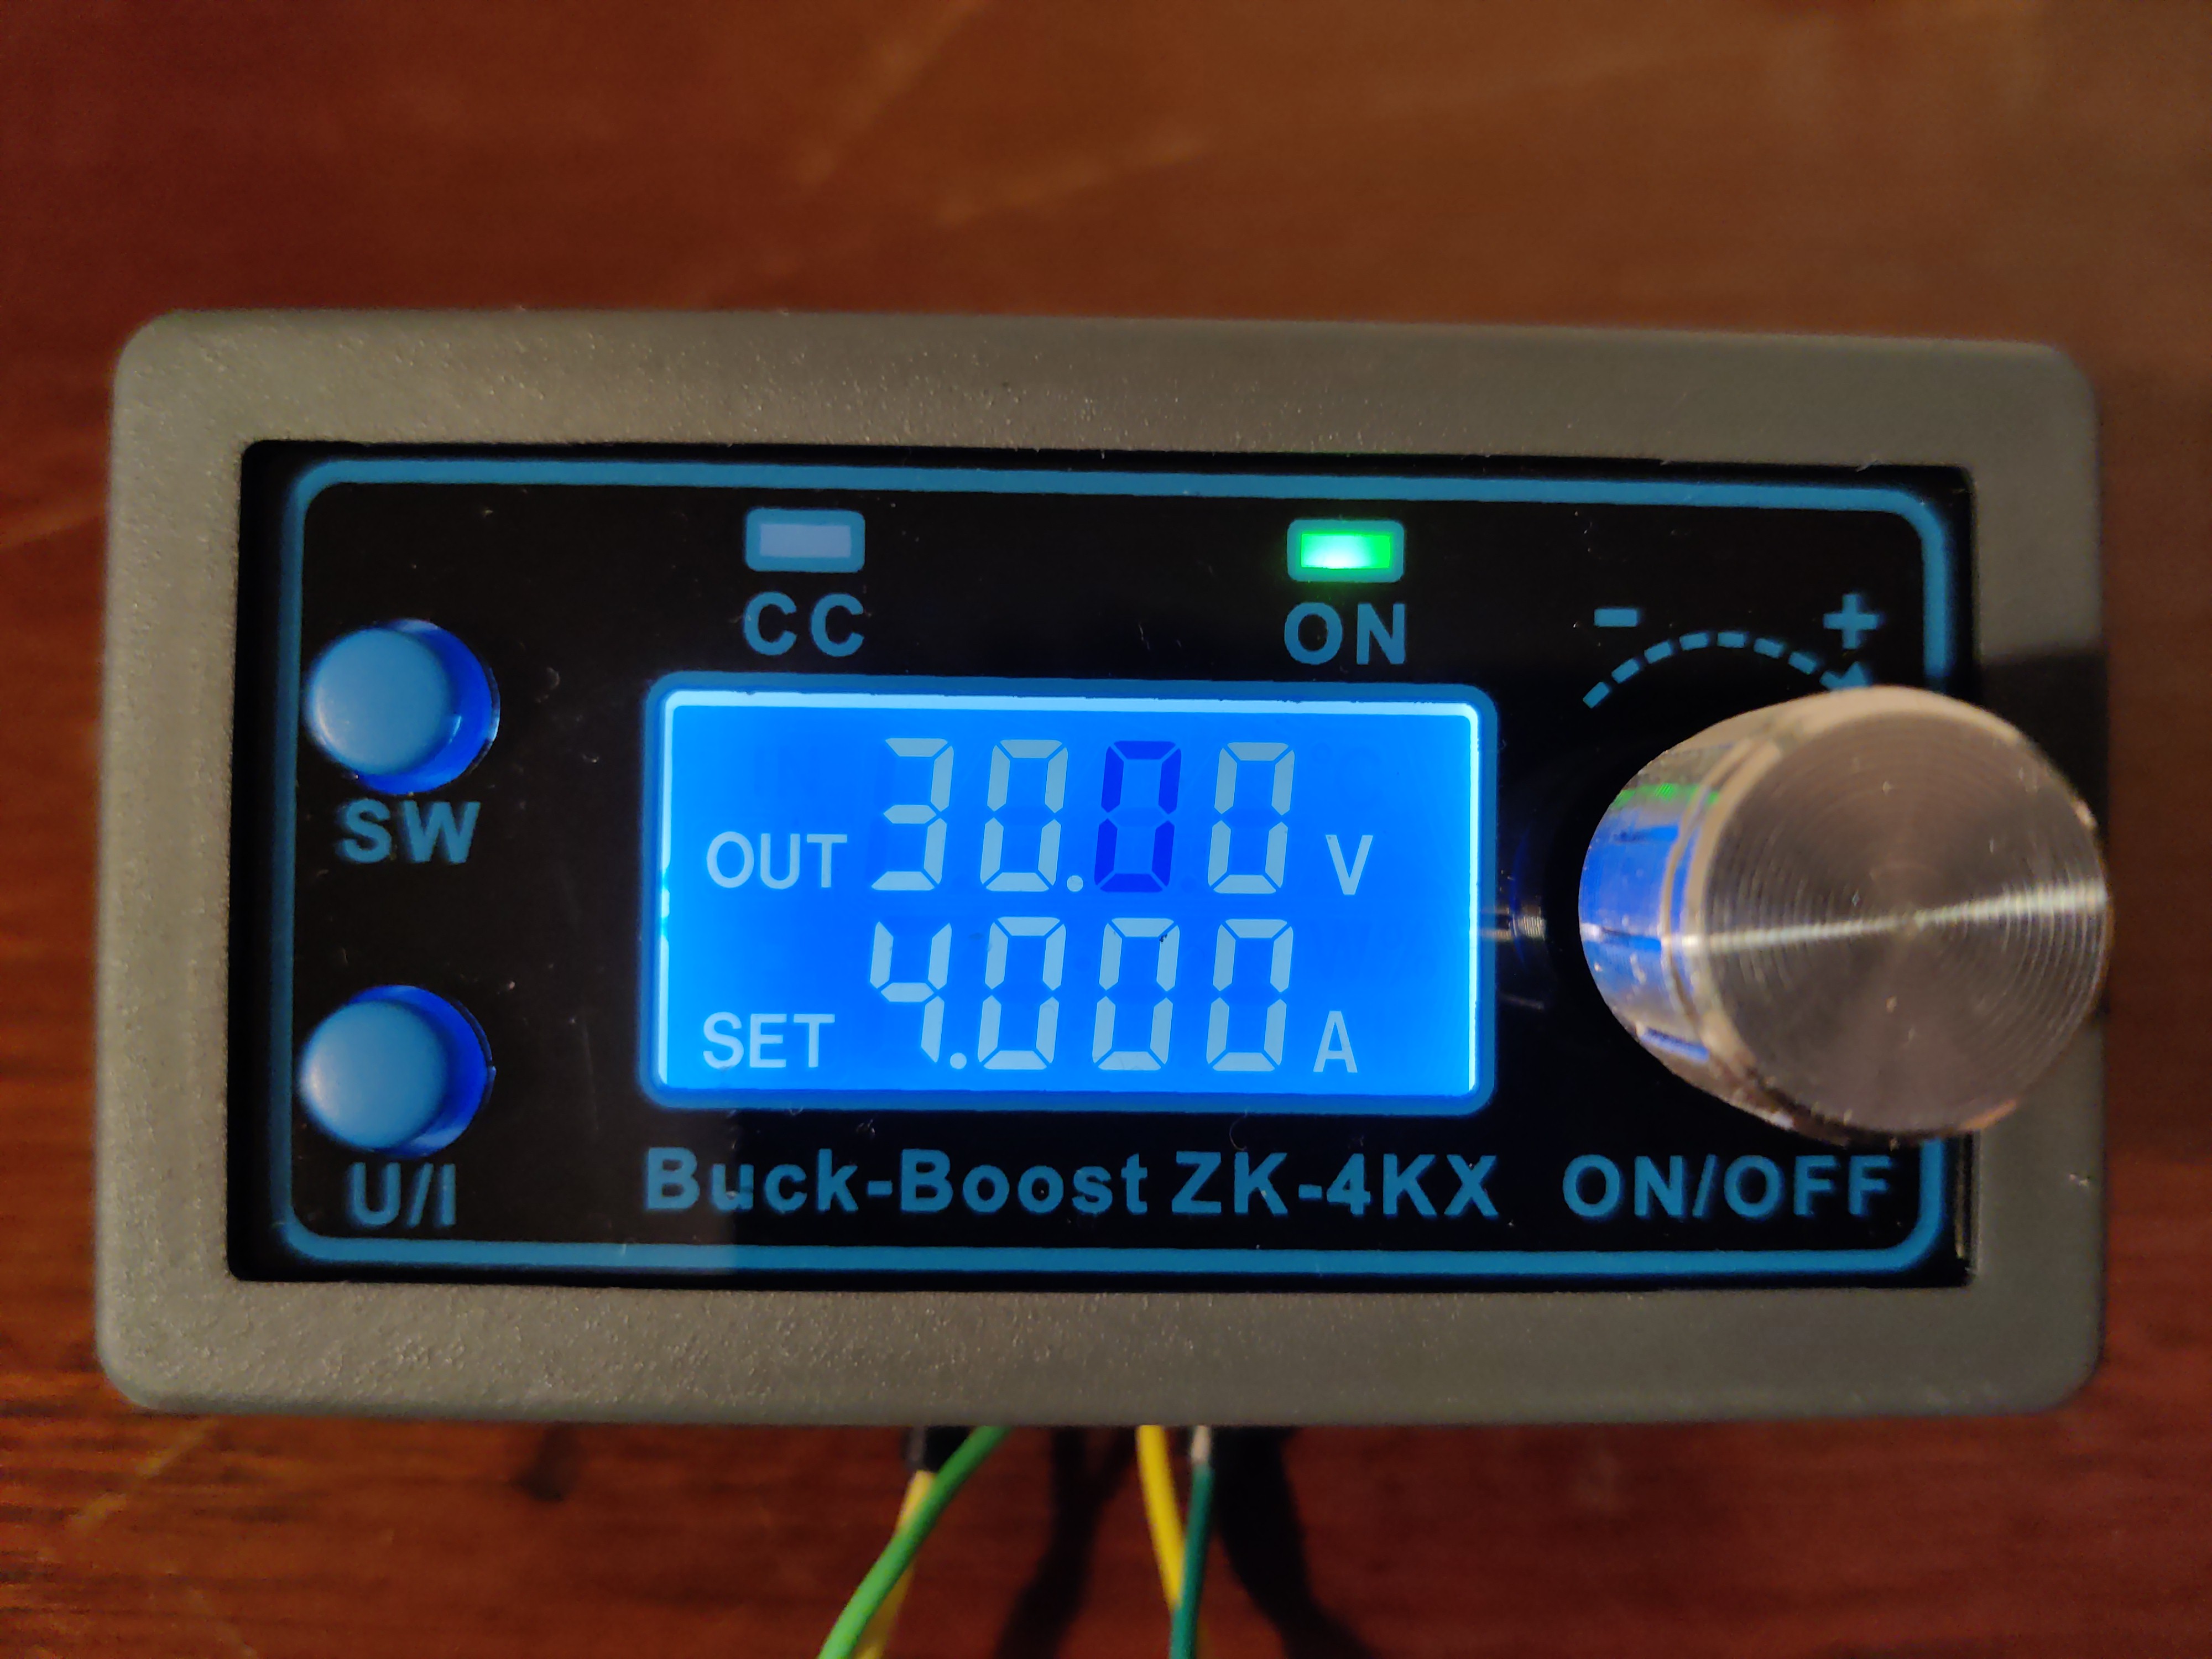 CC ON
- +
SW
OUT 30.00 V
SET 4.000 A
U/I
Buck-Boost ZK-4KX ON/OFF